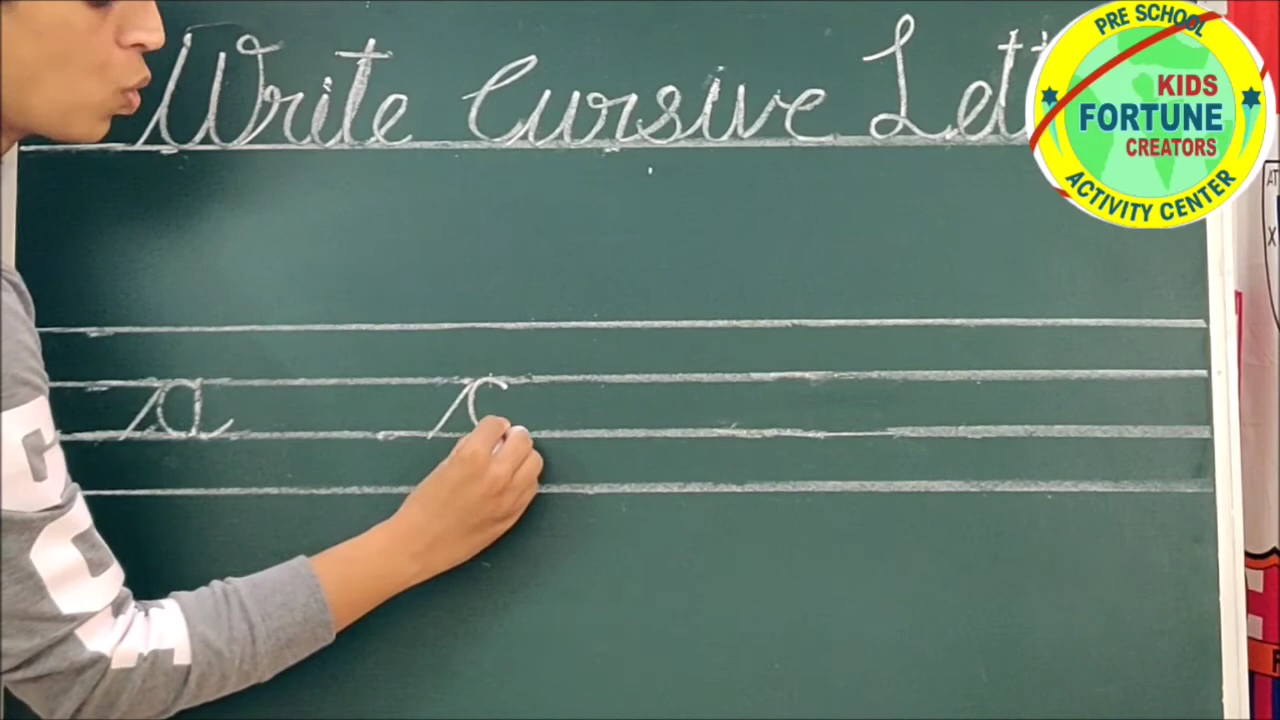 Write Cursive Lett
PRE SCHOOL
KIDS
FORTUNE
CREATORS
ACTIVITY CENTER
a